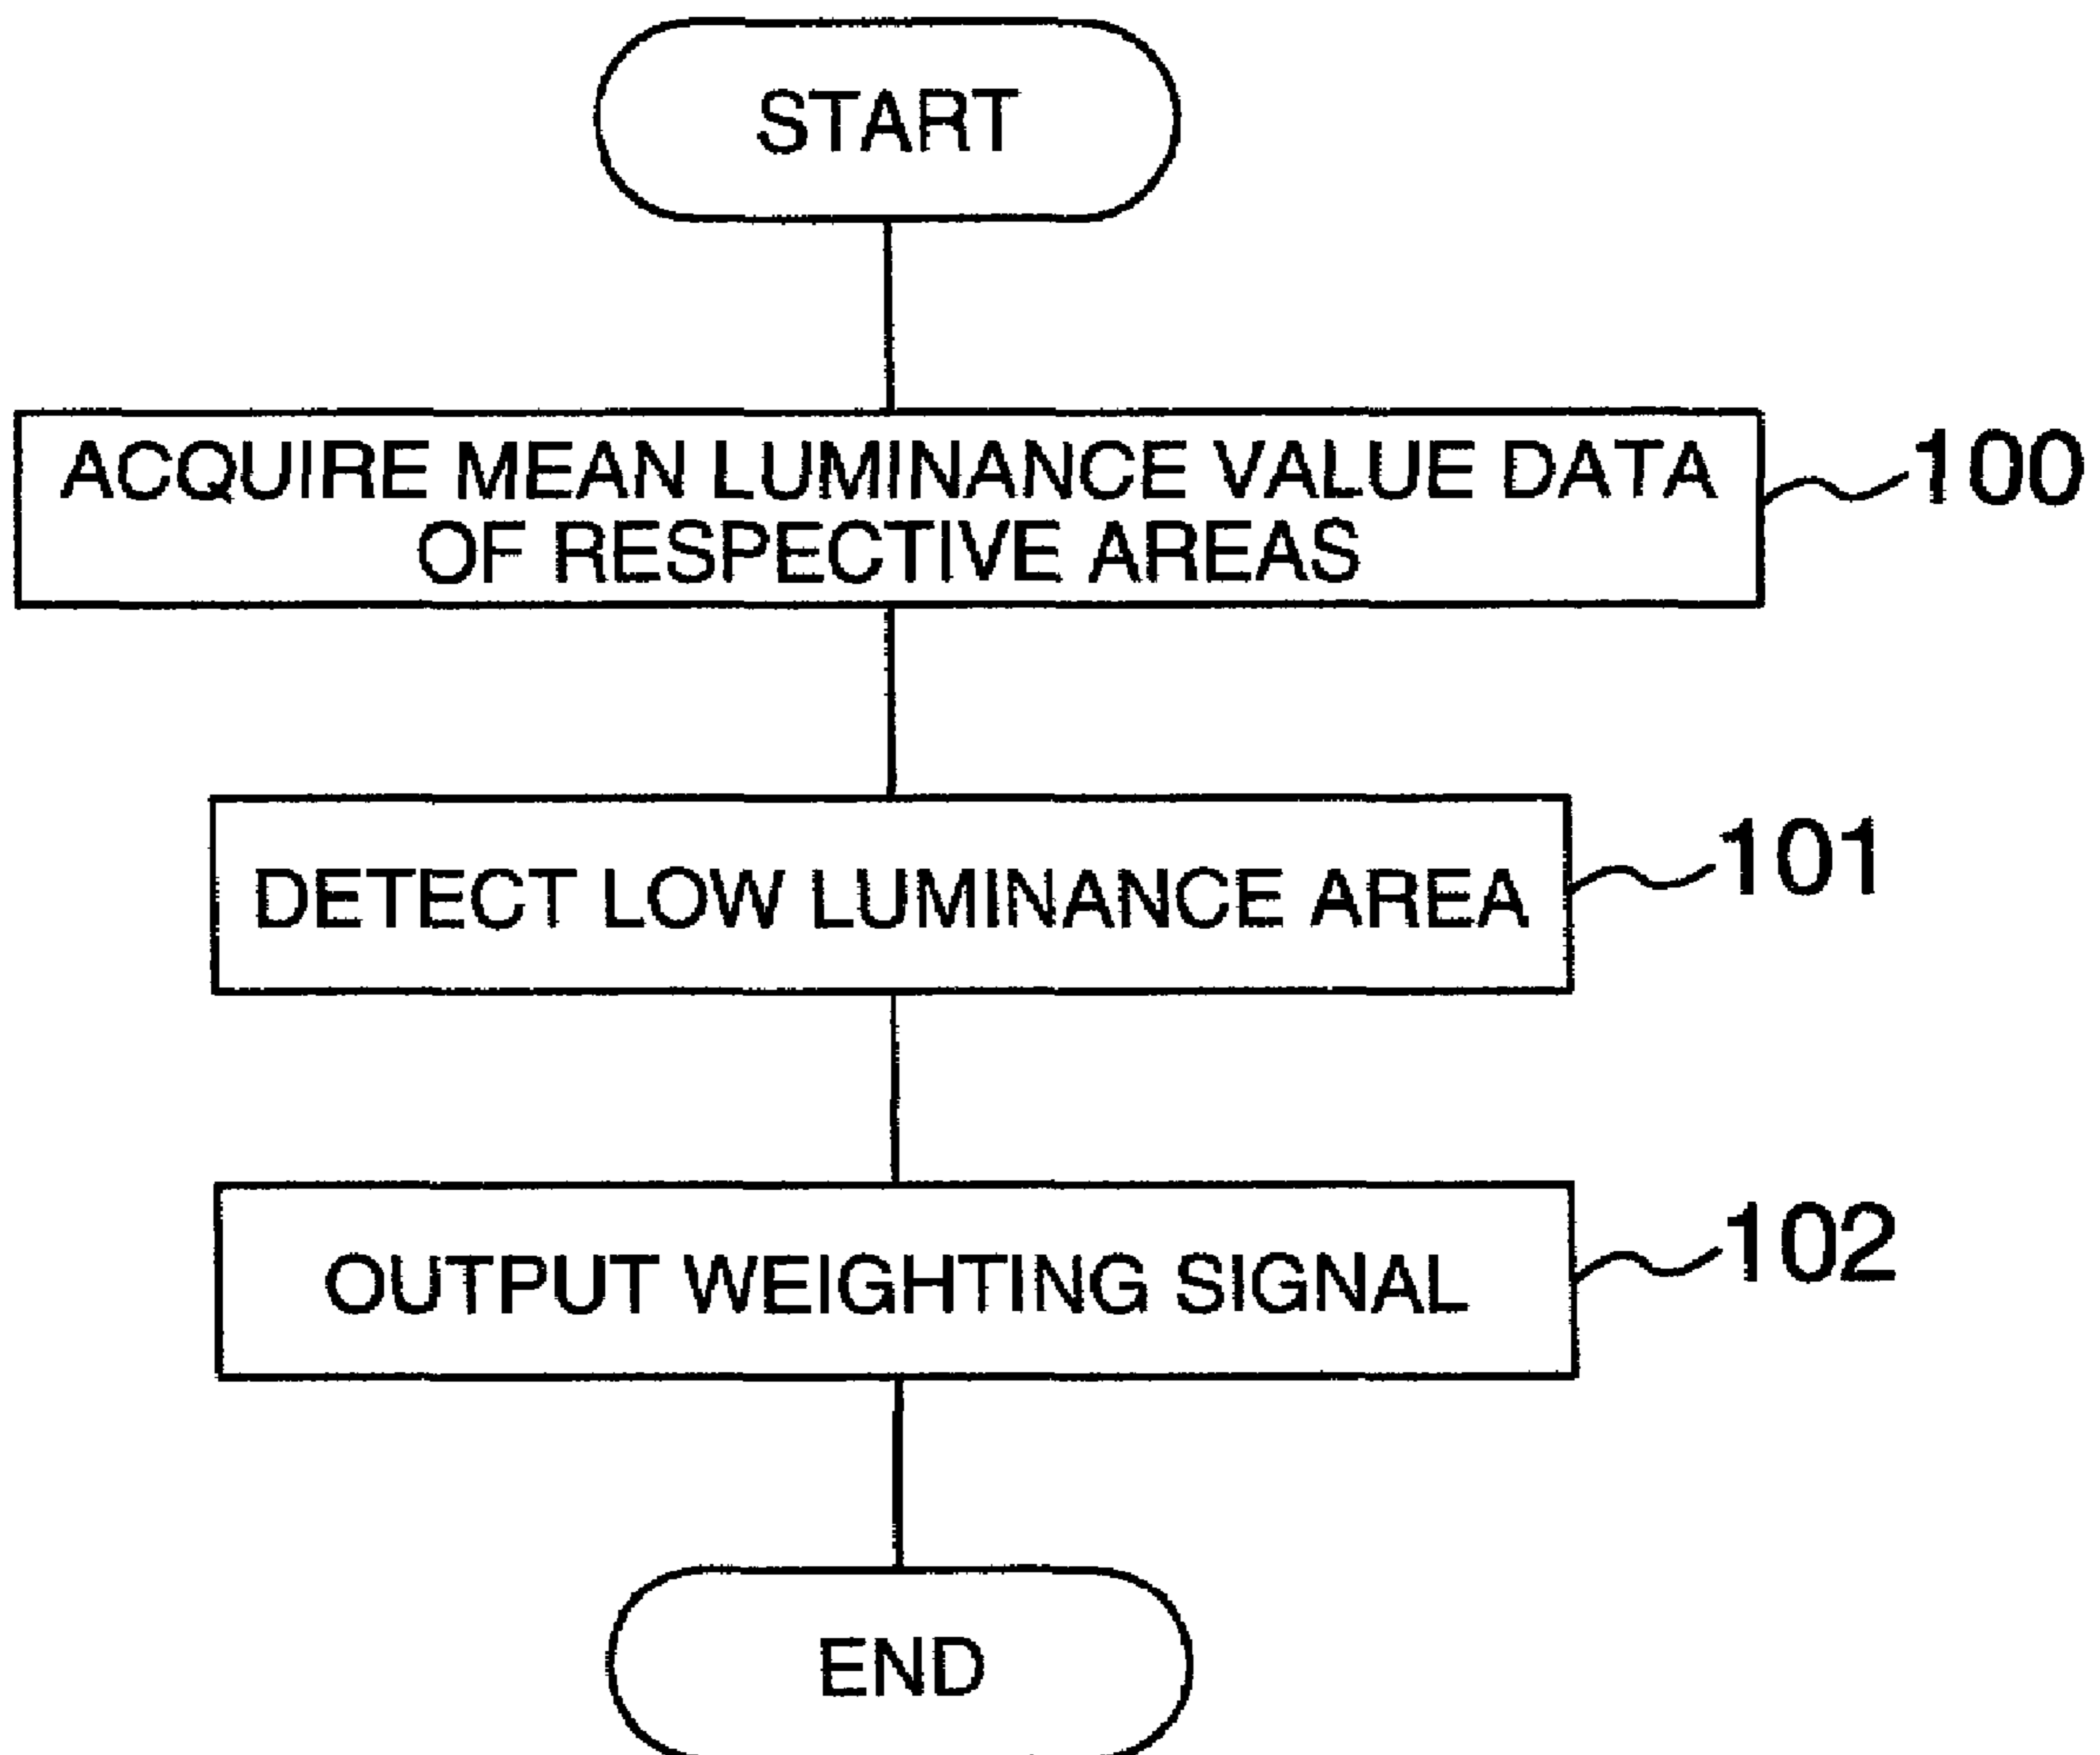 START
ACQUIRE MEAN LUMINANCE VALUE DATA
OF RESPECTIVE AREAS
100
DETECT LOW LUMINANCE AREA
101
OUTPUT WEIGHTING SIGNAL
102
END